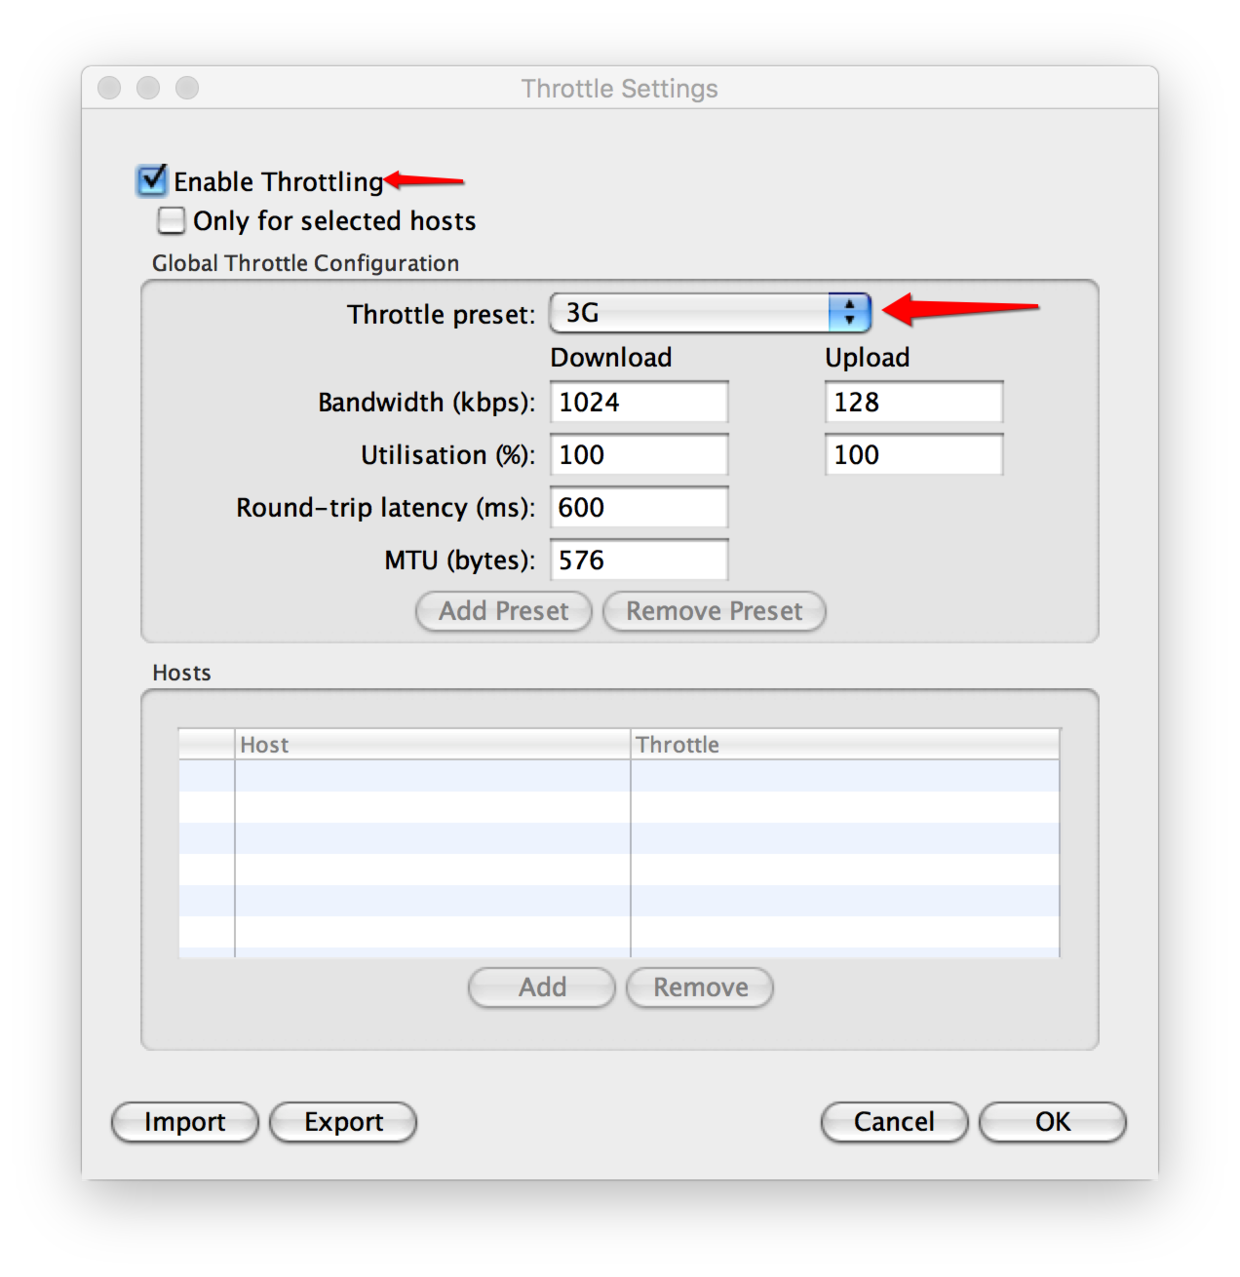 Throttle Settings
Enable Throttling
Only for selected hosts
Global Throttle Configuration
Throttle preset: 3G
Download Upload
Bandwidth (kbps): 1024 128
Utilisation (%): 100 100
Round-trip latency (ms): 600
MTU (bytes): 576
Add Preset Remove Preset
Hosts
Host Throttle
Add Remove
Import Export Cancel OK